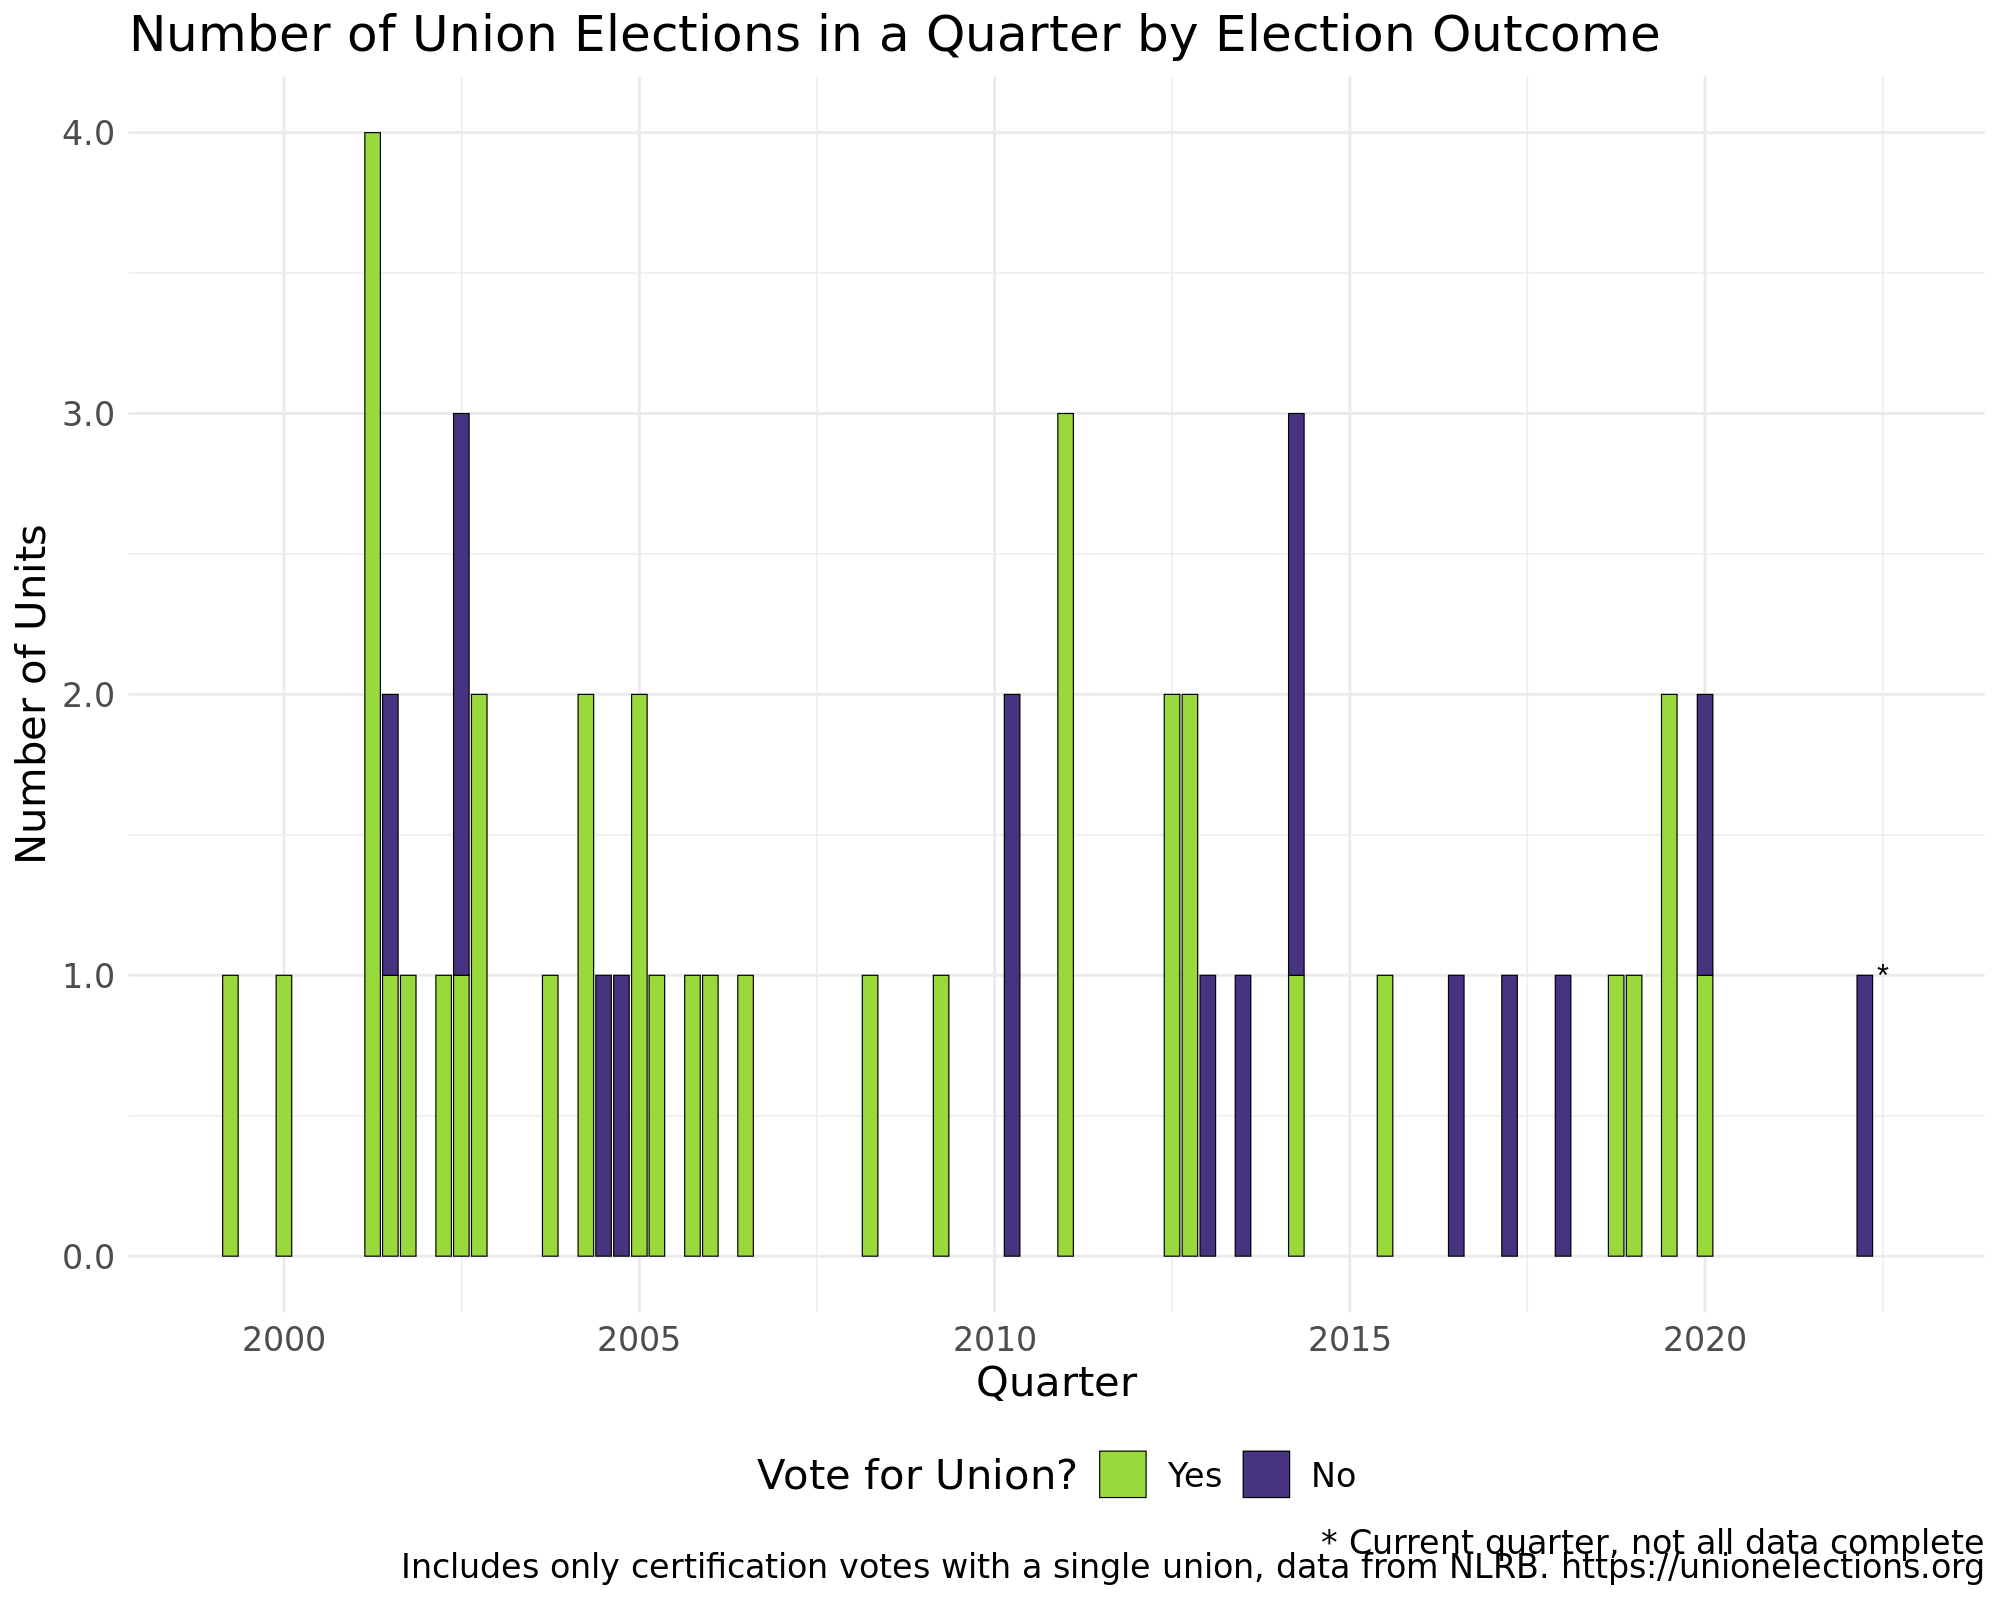 Number of Union Elections in a Quarter by Election Outcome
4.0
3.0
2.0
1.0
0.0
Number of Units
*
2000 2005 2010 2015 2020
Quarter
Vote for Union? Yes No
* Current quarter, not all data complete
Includes only certification votes with a single union, data from NLRB. https://unionelections.org